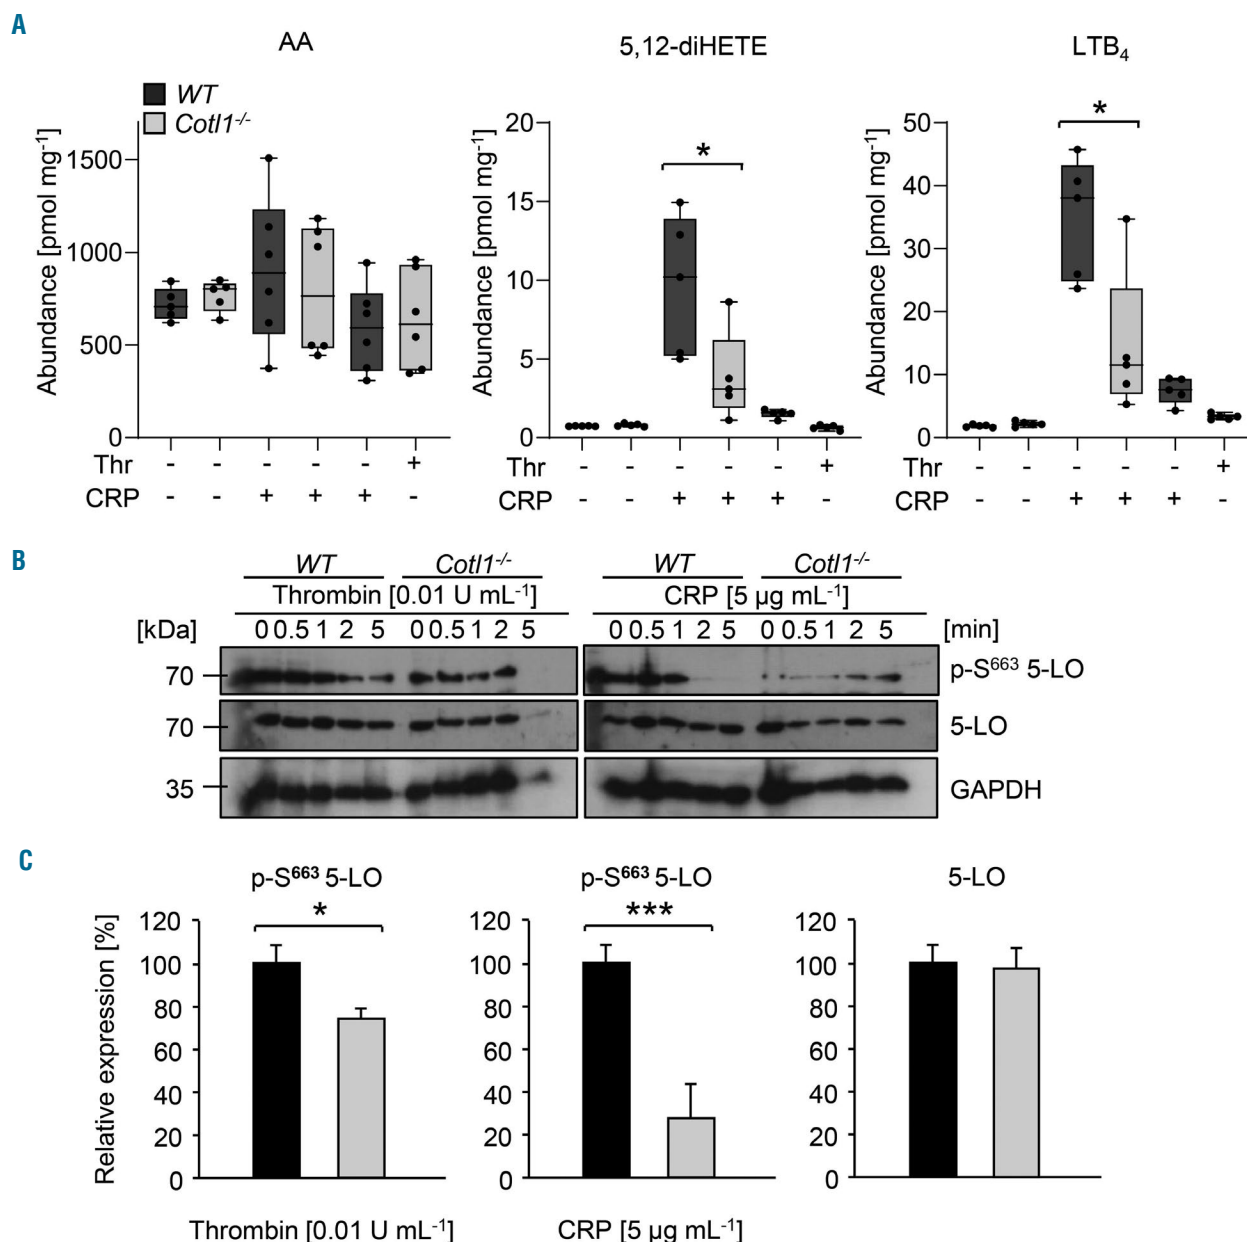 A
AA
5,12-diHETE
LTB4
WT
Cotl1-/-
Abundance [pmol mg-1]
1500
1000
500
0
Abundance [pmol mg-1]
20
15
10
5
0
Abundance [pmol mg-1]
50
40
30
20
10
0
*
*
Thr - - - - - +
CRP - - + + + -
Thr - - - - - +
CRP - - + + + -
Thr - - - - - +
CRP - - + + + -
B
WT Cotl1-/- WT Cotl1-/-
Thrombin [0.01 U mL-1] CRP [5 µg mL-1]
[kDa] 0 0.5 1 2 5 0 0.5 1 2 5 0 0.5 1 2 5 0 0.5 1 2 5 [min]
70 p-S663 5-LO
70 5-LO
35 GAPDH
C
p-S663 5-LO
p-S663 5-LO
5-LO
Relative expression [%]
120
100
80
60
40
20
0
*
Thrombin [0.01 U mL-1]
120
100
80
60
40
20
0
***
CRP [5 µg mL-1]
120
100
80
60
40
20
0